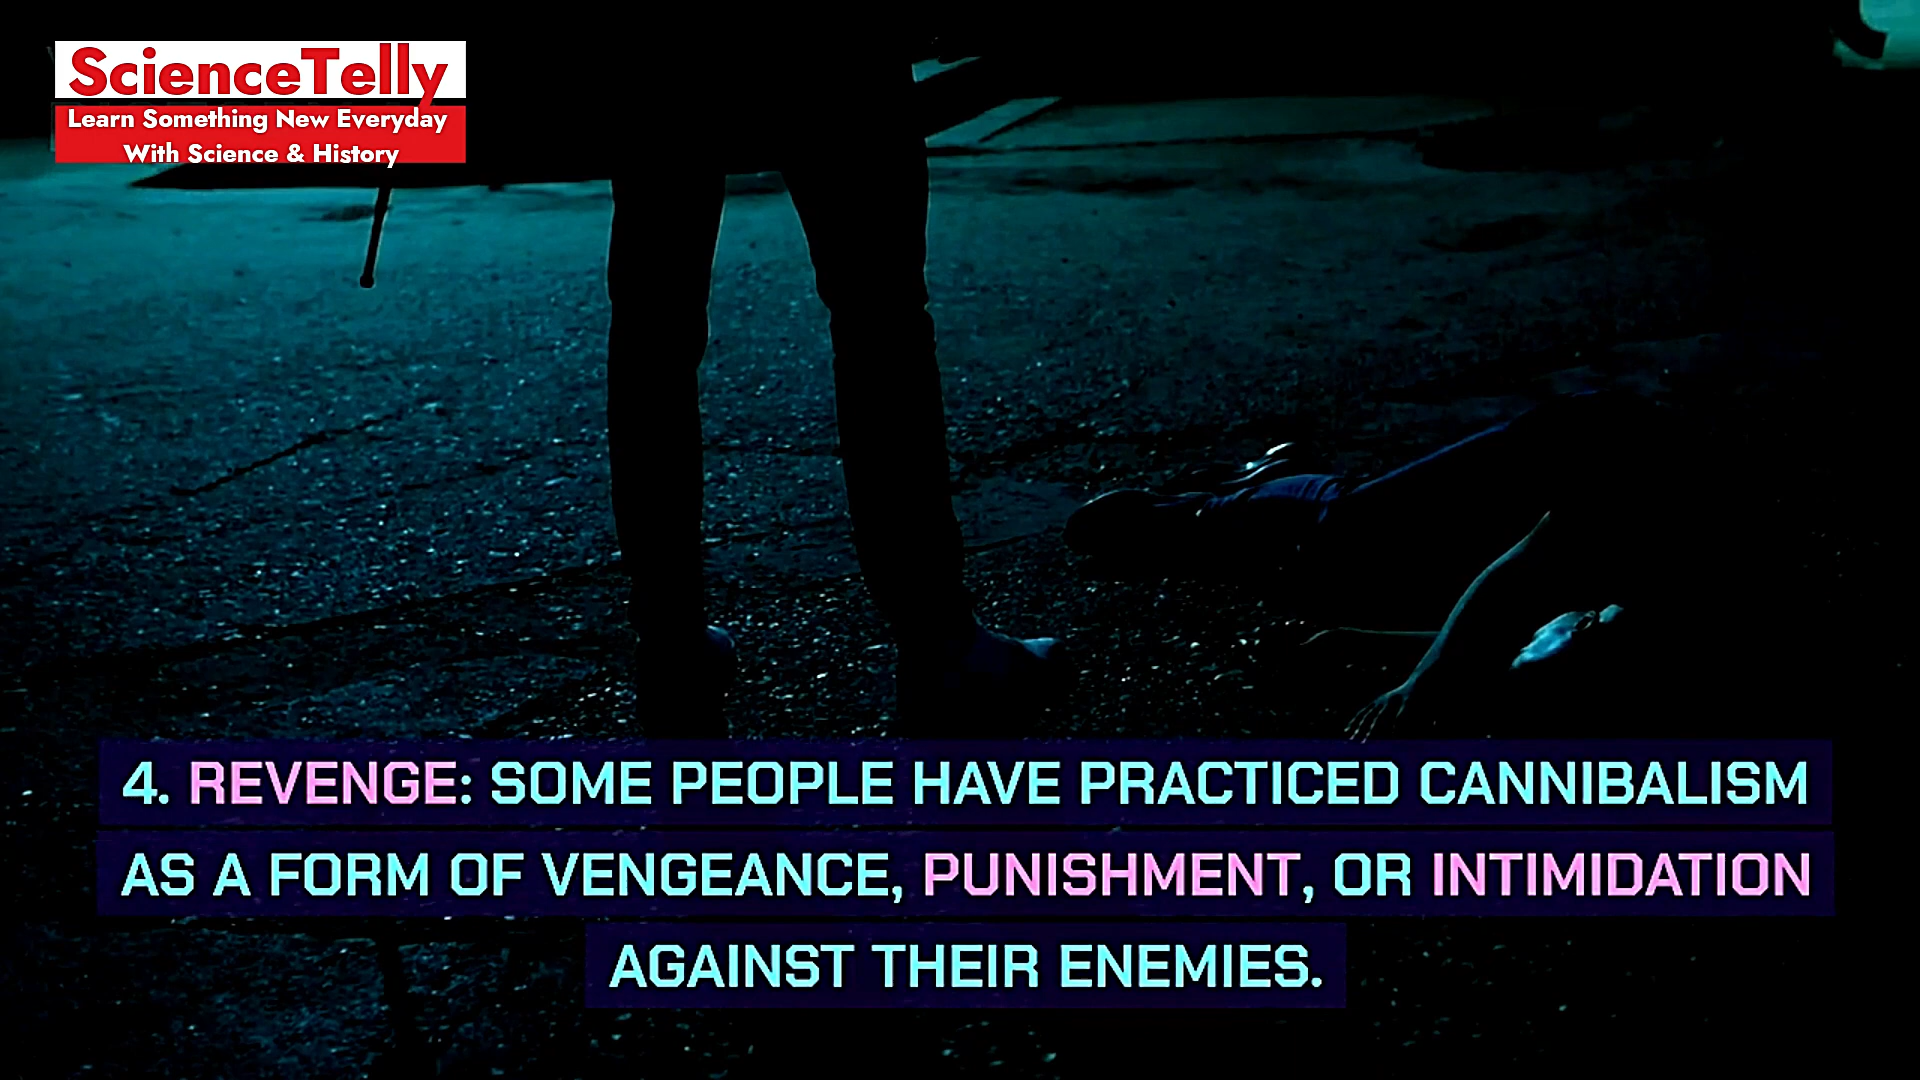 ScienceTelly
Learn Something New Everyday
With Science & History
4. REVENGE: SOME PEOPLE HAVE PRACTICED CANNIBALISM
AS A FORM OF VENGEANCE, PUNISHMENT, OR INTIMIDATION
AGAINST THEIR ENEMIES.